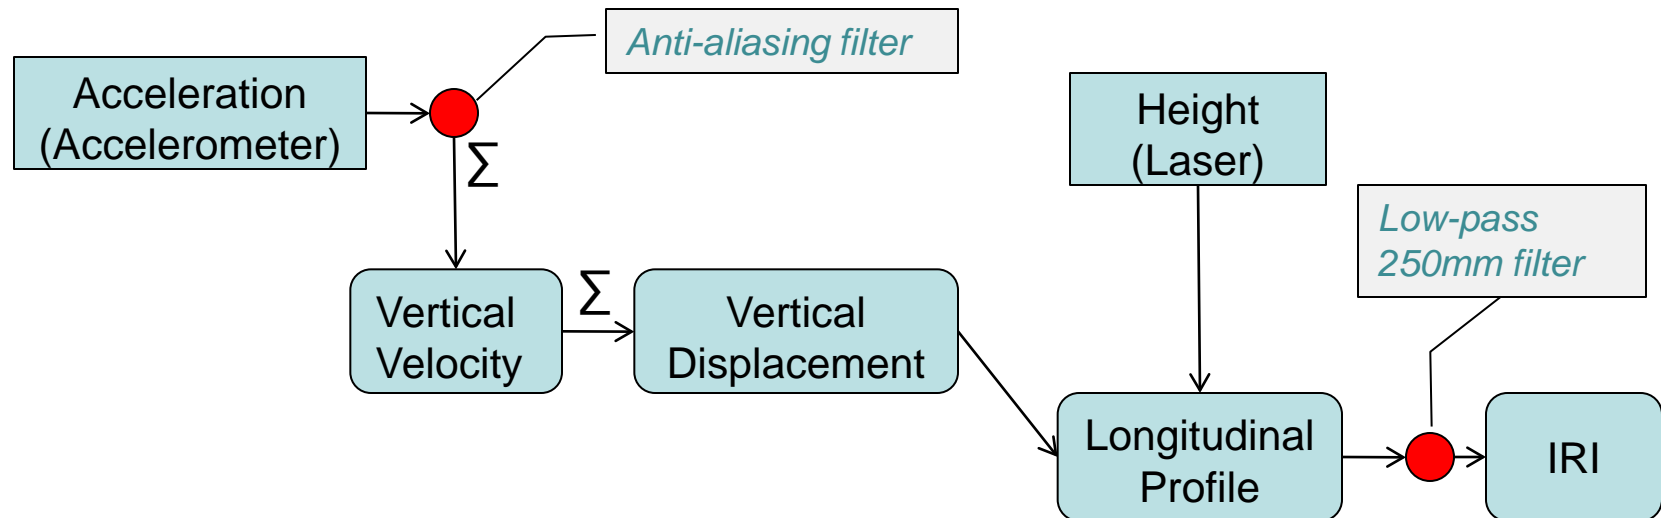 Acceleration
(Accelerometer)
Anti-aliasing filter
∑
Height
(Laser)
Low-pass
250mm filter
Vertical
Velocity
∑
Vertical
Displacement
Longitudinal
Profile
IRI